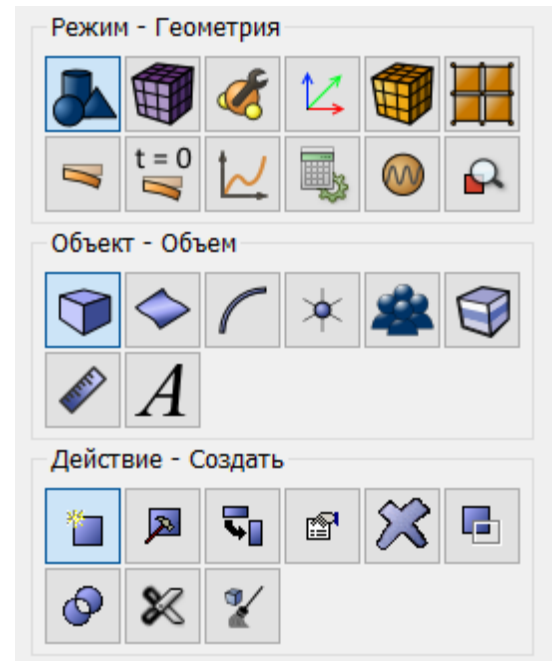 Режим - Геометрия
t = 0
Объект - Объем
A
Действие - Создать